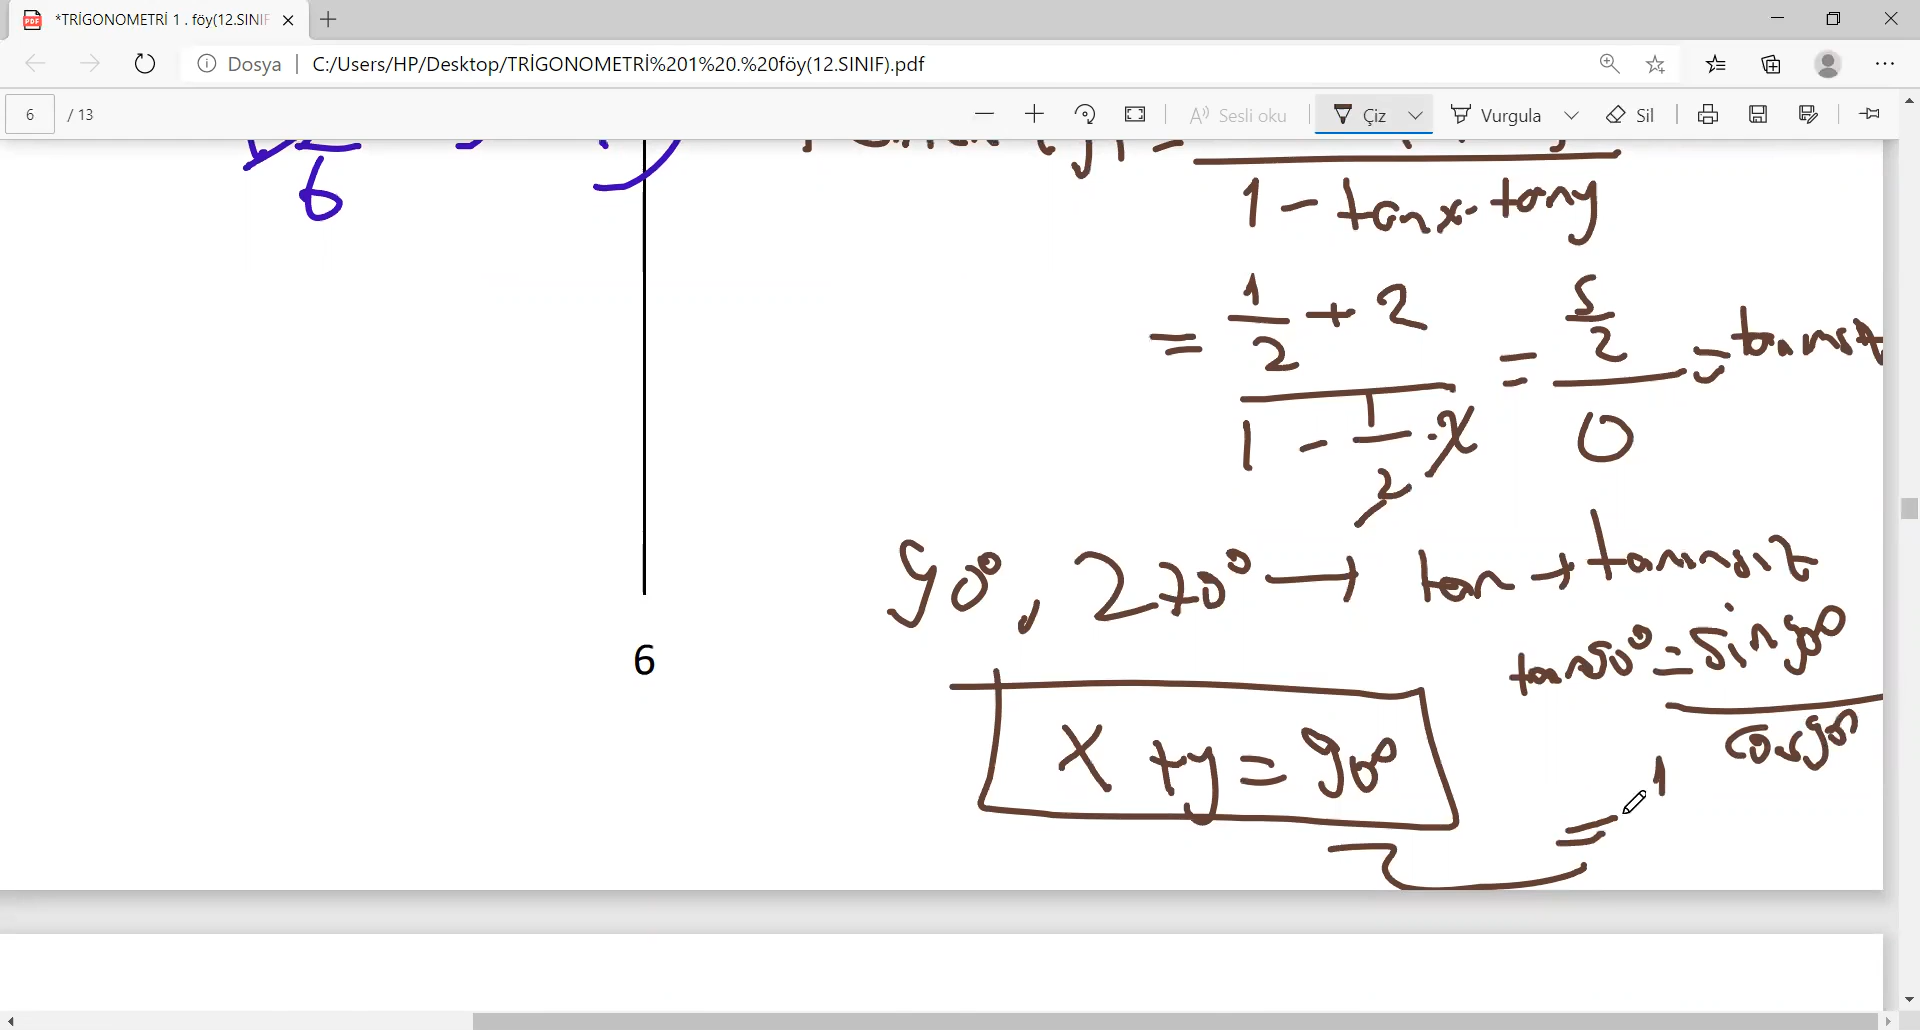 *TRİGONOMETRİ 1 . föy(12.SINIF
Dosya | C:/Users/HP/Desktop/TRİGONOMETRİ%201%20.%20föy(12.SINIF).pdf
6 / 13
Sesli oku
Çiz
Vurgula
Sil
6
1 - tanx . tany
= (1/2 + 2) / (1 - 1/2 . 2) = (5/2) / 0 = tanımsız
90°, 270° → tan → tanımsız
tan90° = sin90° / cos90°
x + y = 90°
= 1
6